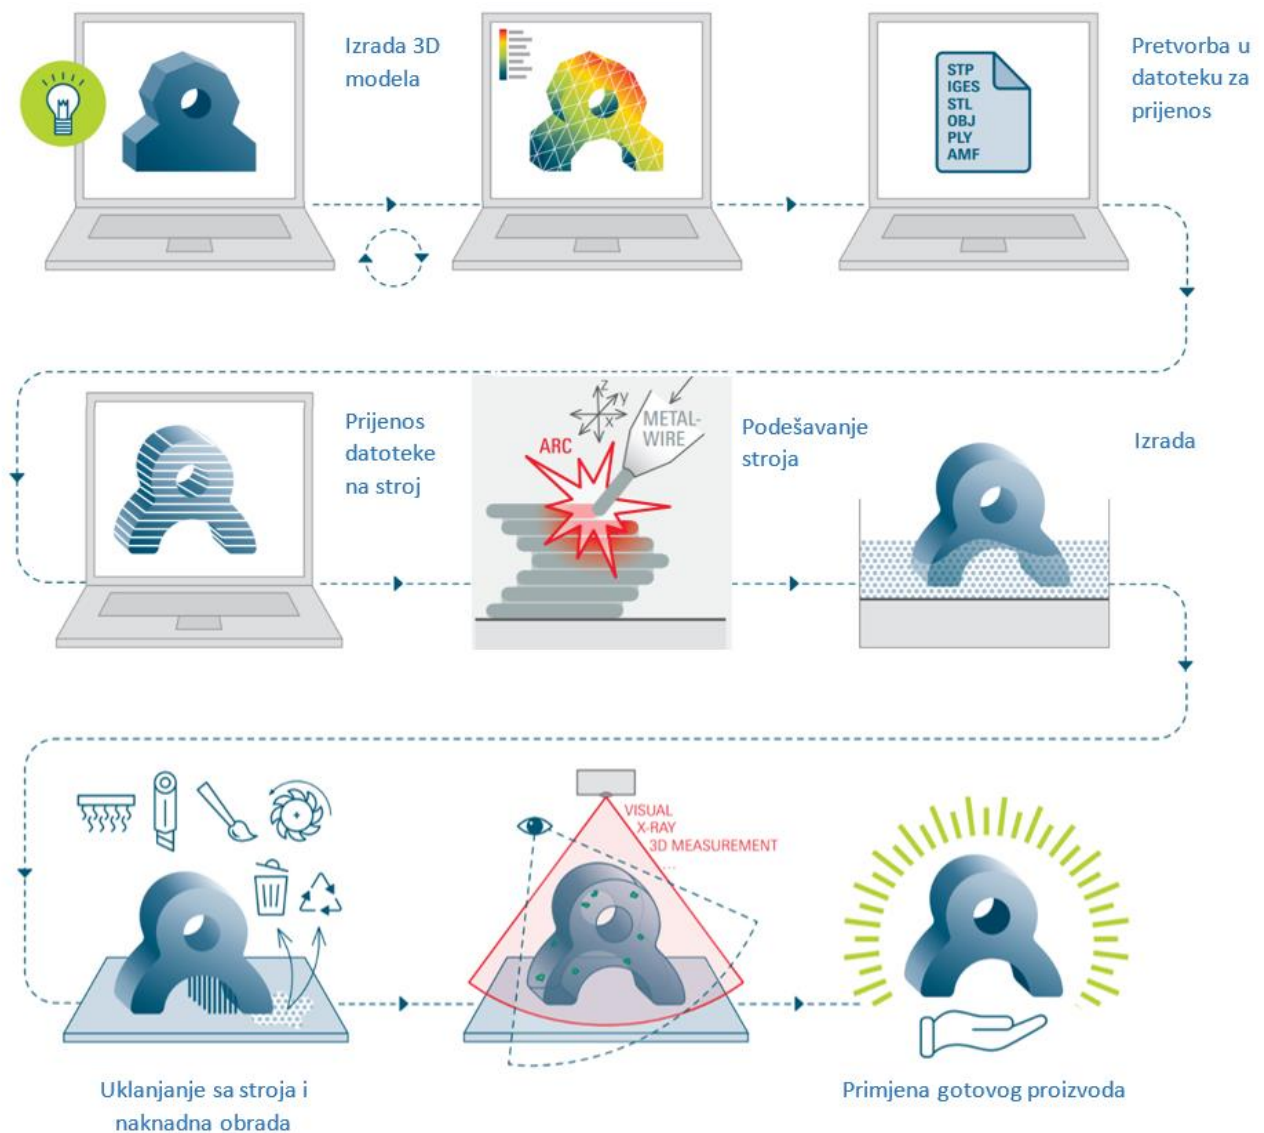 Izrada 3D
modela
STP
IGES
STL
OBJ
PLY
AMF
Pretvorba u
datoteku za
prijenos
Prijenos
datoteke
na stroj
z
y
x
METAL-
WIRE
ARC
Podešavanje
stroja
Izrada
VISUAL
X-RAY
3D MEASUREMENT
...
Uklanjanje sa stroja i
naknadna obrada
Primjena gotovog proizvoda